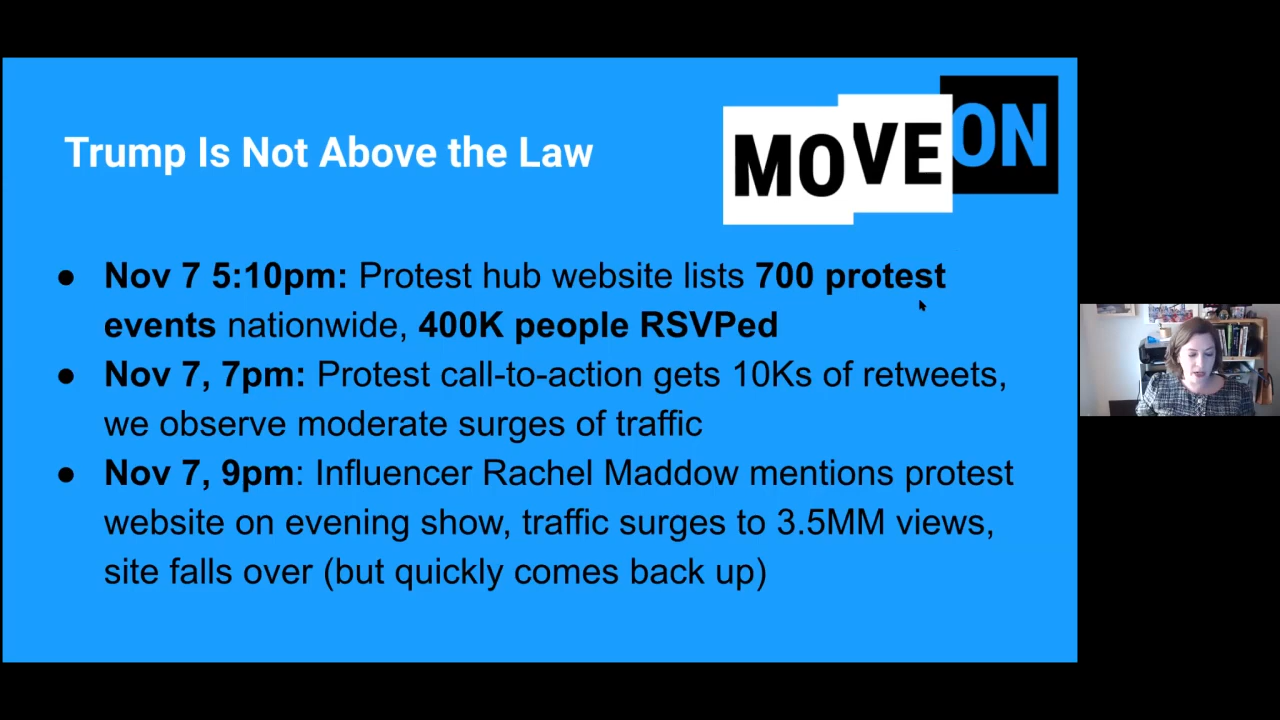 MOVEON
Trump Is Not Above the Law
● Nov 7 5:10pm: Protest hub website lists 700 protest
events nationwide, 400K people RSVPed
● Nov 7, 7pm: Protest call-to-action gets 10Ks of retweets,
we observe moderate surges of traffic
● Nov 7, 9pm: Influencer Rachel Maddow mentions protest
website on evening show, traffic surges to 3.5MM views,
site falls over (but quickly comes back up)